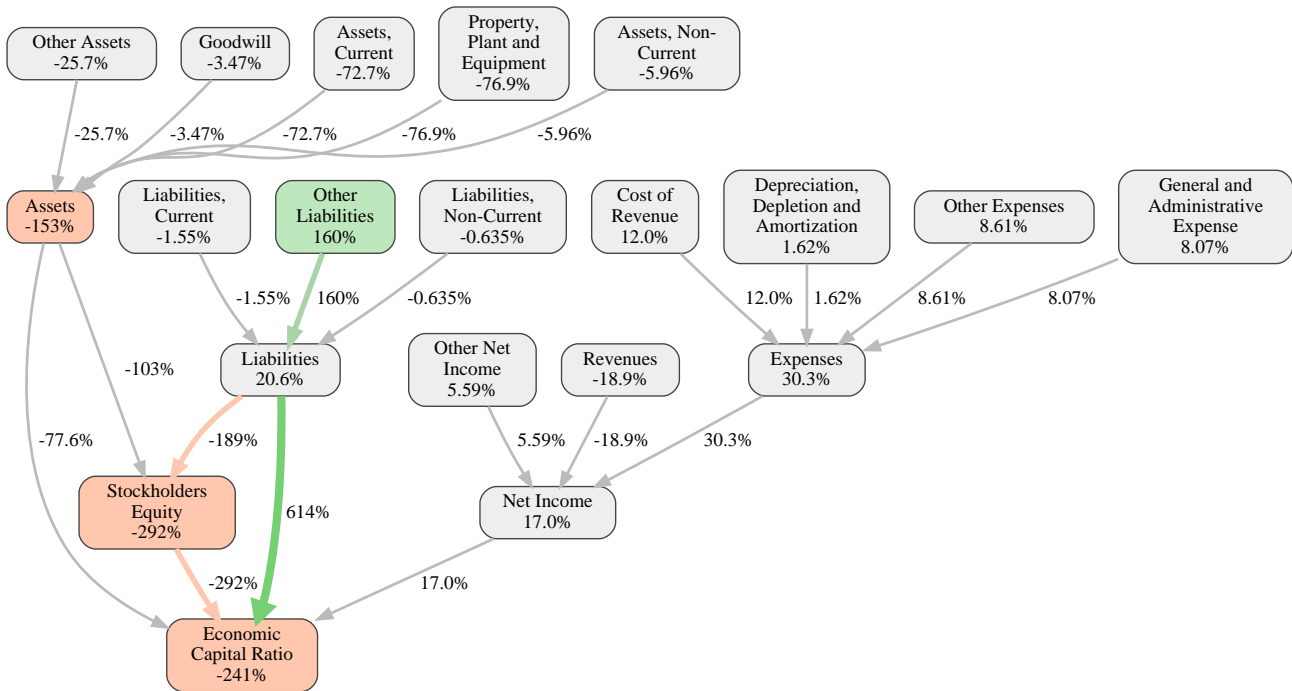 Other Assets
-25.7%
Goodwill
-3.47%
Assets,
Current
-72.7%
Property,
Plant and
Equipment
-76.9%
Assets, Non-
Current
-5.96%
-25.7%
-3.47%
-72.7%
-76.9%
-5.96%
Assets
-153%
Liabilities,
Current
-1.55%
Other
Liabilities
160%
Liabilities,
Non-Current
-0.635%
Cost of
Revenue
12.0%
Depreciation,
Depletion and
Amortization
1.62%
Other Expenses
8.61%
General and
Administrative
Expense
8.07%
-1.55%
160%
-0.635%
12.0%
1.62%
8.61%
8.07%
Liabilities
20.6%
Other Net
Income
5.59%
Revenues
-18.9%
Expenses
30.3%
-103%
-77.6%
-189%
5.59%
-18.9%
30.3%
Stockholders
Equity
-292%
614%
Net Income
17.0%
-292%
17.0%
Economic
Capital Ratio
-241%